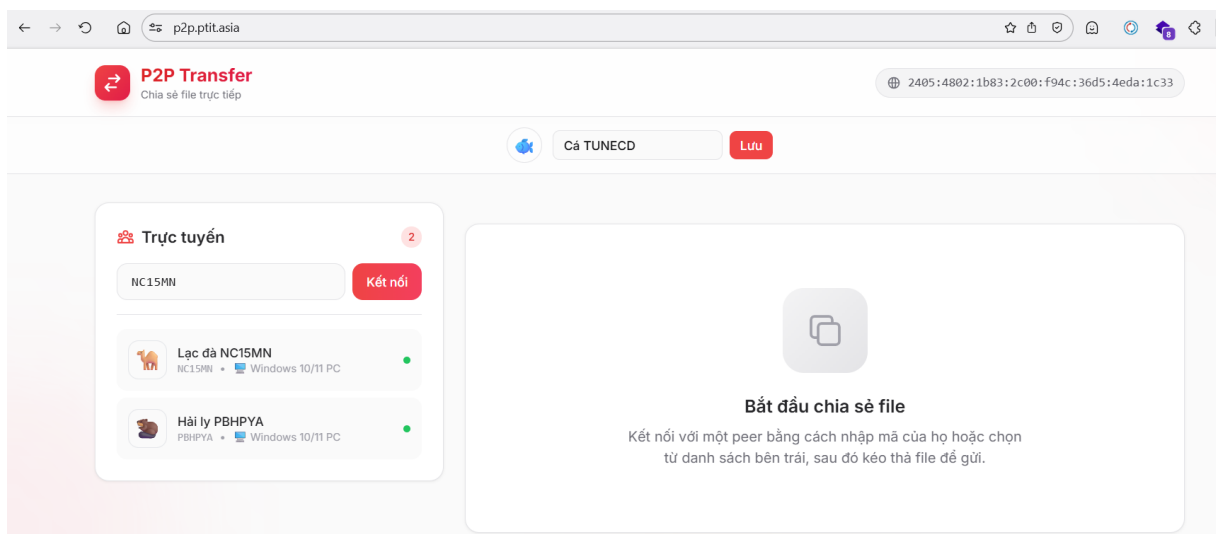 p2p.ptit.asia
8
P2P Transfer
Chia sẻ file trực tiếp
2405:4802:1b83:2c00:f94c:36d5:4eda:1c33
Cá TUNECD
Lưu
Trực tuyến
2
NC15MN
Kết nối
Lạc đà NC15MN
NC15MN • Windows 10/11 PC
Hải ly PBHPYA
PBHPYA • Windows 10/11 PC
Bắt đầu chia sẻ file
Kết nối với một peer bằng cách nhập mã của họ hoặc chọn
từ danh sách bên trái, sau đó kéo thả file để gửi.